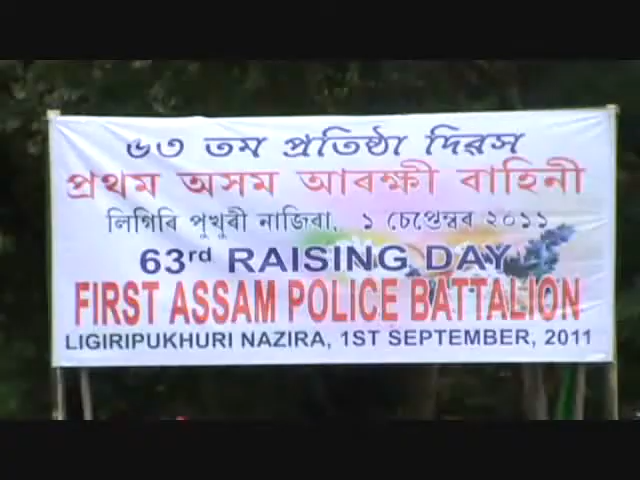 ৬৩ তম প্ৰতিষ্ঠা দিৱস
প্ৰথম অসম আৰক্ষী বাহিনী
লিগিৰি পুখুৰী নাজিৰা, ১ চেপ্তেম্বৰ ২০১১
63rd RAISING DAY
FIRST ASSAM POLICE BATTALION
LIGIRIPUKHURI NAZIRA, 1ST SEPTEMBER, 2011